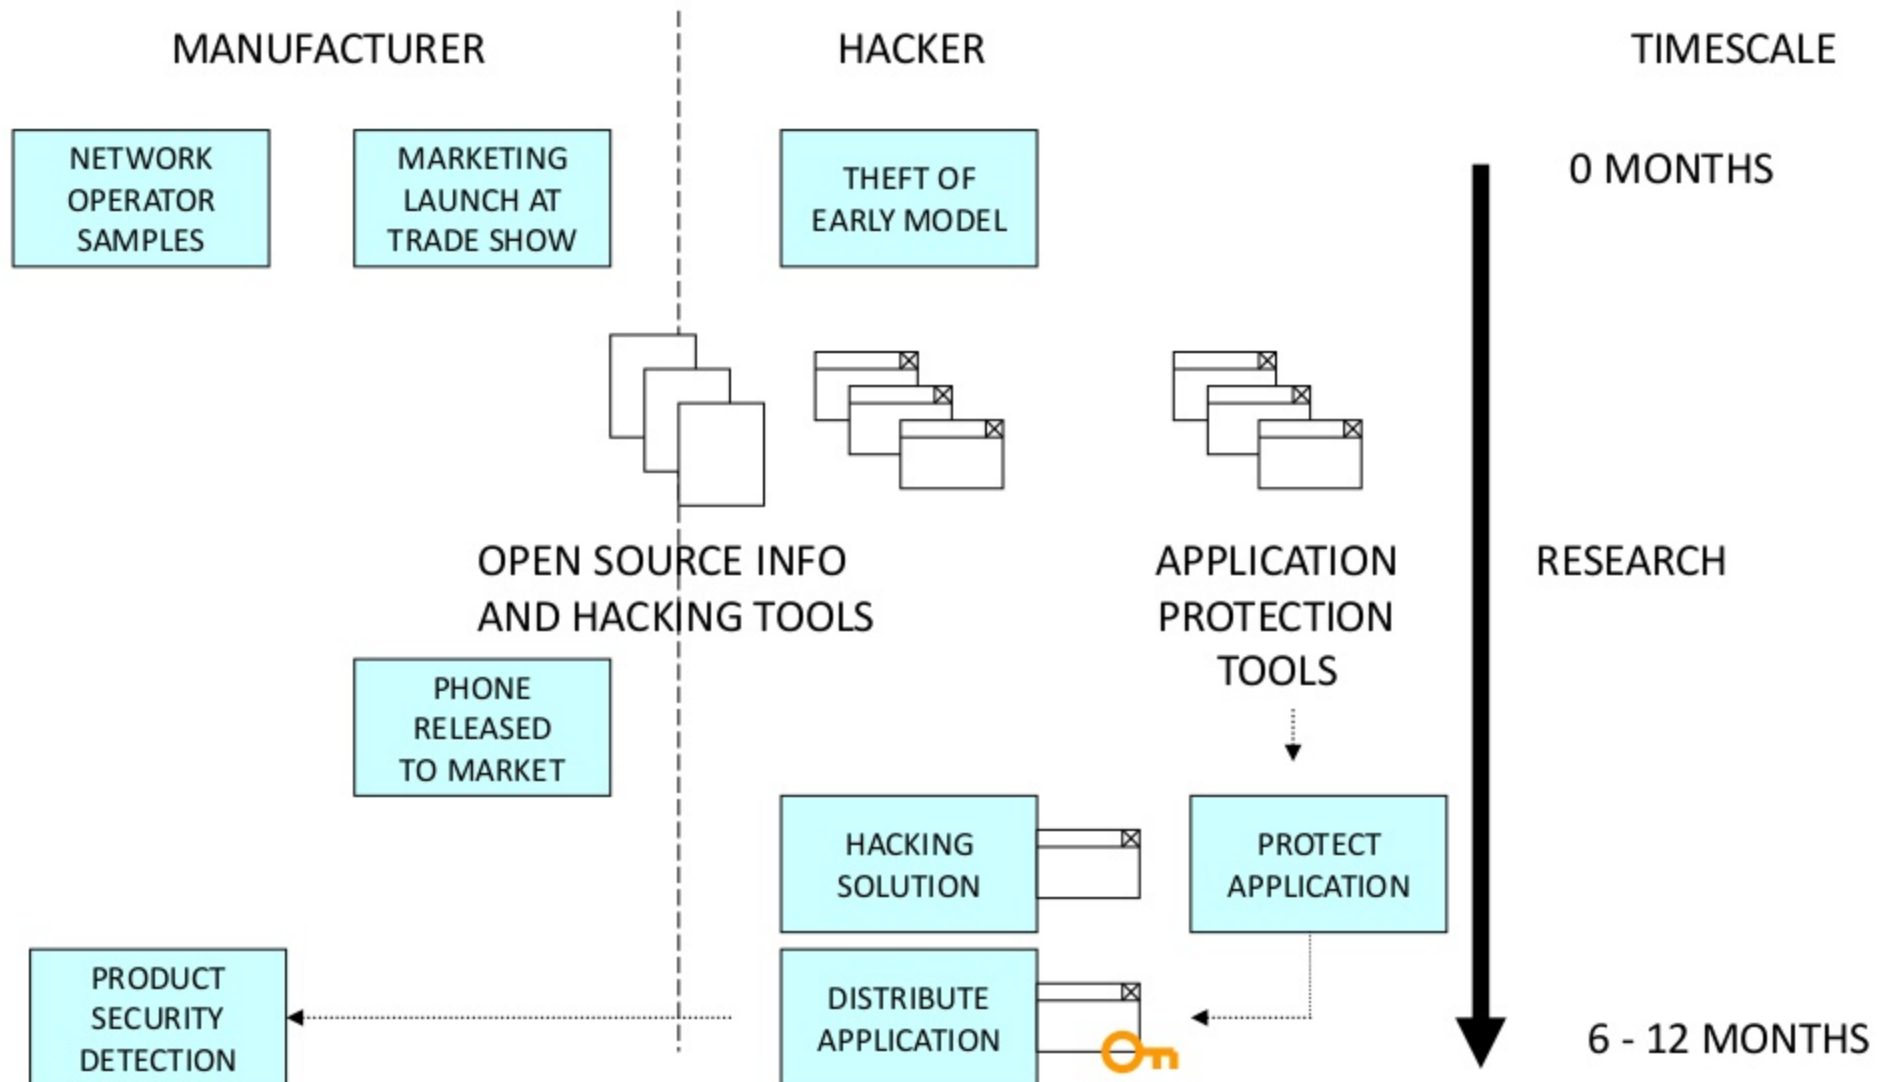 MANUFACTURER
HACKER
TIMESCALE
NETWORK
OPERATOR
SAMPLES
MARKETING
LAUNCH AT
TRADE SHOW
THEFT OF
EARLY MODEL
0 MONTHS
OPEN SOURCE INFO
AND HACKING TOOLS
APPLICATION
PROTECTION
TOOLS
RESEARCH
PHONE
RELEASED
TO MARKET
HACKING
SOLUTION
PROTECT
APPLICATION
PRODUCT
SECURITY
DETECTION
DISTRIBUTE
APPLICATION
6 - 12 MONTHS